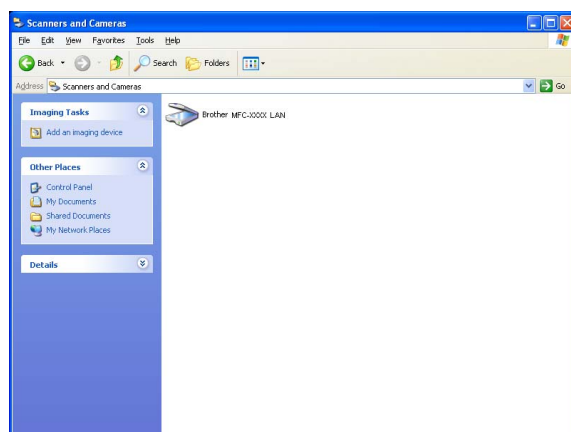 Scanners and Cameras
File Edit View Favorites Tools Help
Back Search Folders
Address Scanners and Cameras Go
Imaging Tasks
Add an imaging device
Other Places
Control Panel
My Documents
Shared Documents
My Network Places
Details
Brother MFC-XXXX LAN